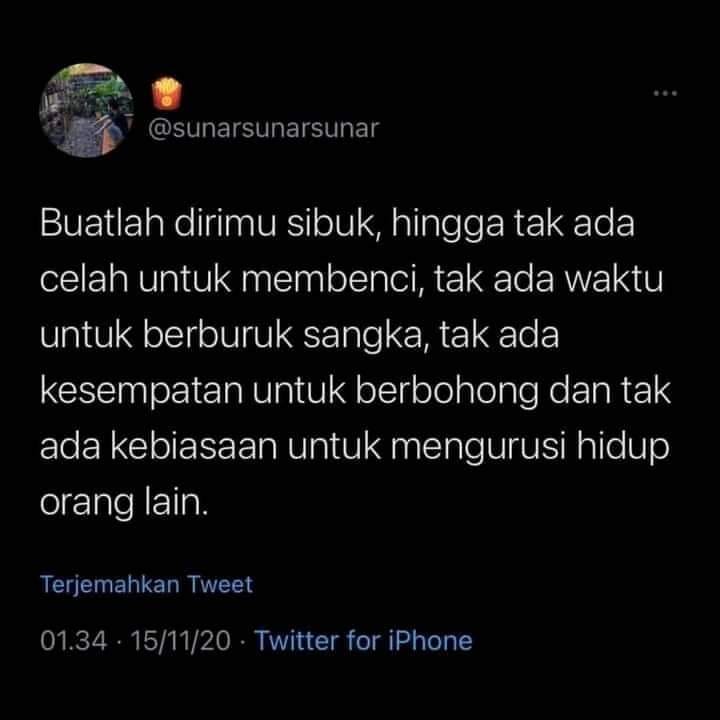 @sunarsunarsunar
Buatlah dirimu sibuk, hingga tak ada
celah untuk membenci, tak ada waktu
untuk berburuk sangka, tak ada
kesempatan untuk berbohong dan tak
ada kebiasaan untuk mengurusi hidup
orang lain.
Terjemahkan Tweet
01.34 · 15/11/20 · Twitter for iPhone